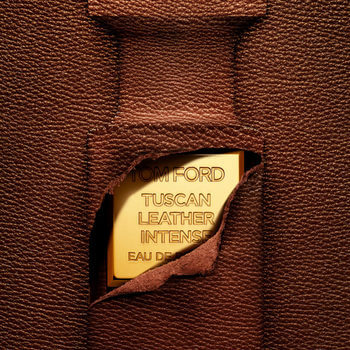 TOM FORD
TUSCAN
LEATHER
INTENSE
EAU DE